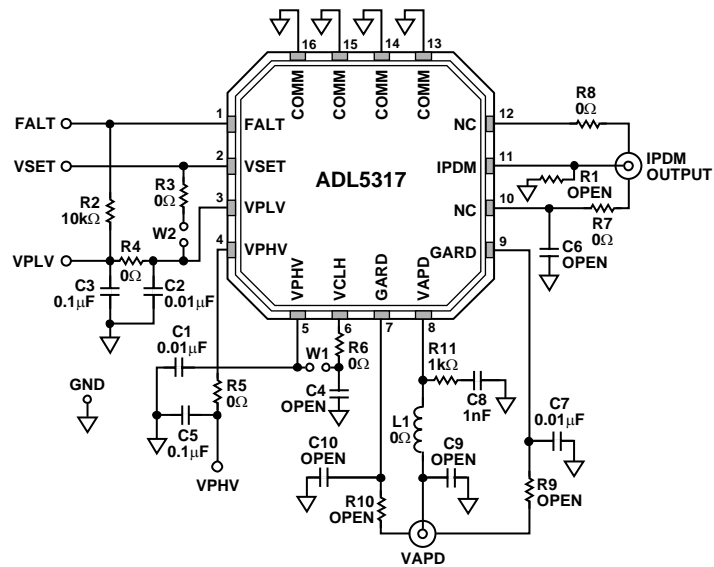 16 15 14 13
COMM COMM COMM COMM
FALT 1 FALT
VSET 2 VSET
ADL5317
NC 12 R8
0Ω
IPDM 11 IPDM
OUTPUT
R1
OPEN
NC 10
R7
0Ω
GARD 9
C6
OPEN
R2
10kΩ
R3
0Ω
3 VPLV
W2
4 VPHV
VPLV
R4
0Ω
C3
0.1µF
C2
0.01µF
VPHV VCLH GARD VAPD
5 6 7 8
C1
0.01µF
W1
R6
0Ω
R11
1kΩ
C4
OPEN
C8
1nF
GND
R5
0Ω
C5
0.1µF
VPHV
L1
0Ω
C7
0.01µF
C10
OPEN
C9
OPEN
R10
OPEN
R9
OPEN
VAPD